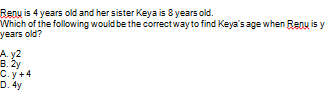 Renu is 4 years old and her sister Keya is 8 years old.
Which of the following would be the correct way to find Keya's age when Renu is y
years old?
A. y2
B. 2y
C. y + 4
D. 4y